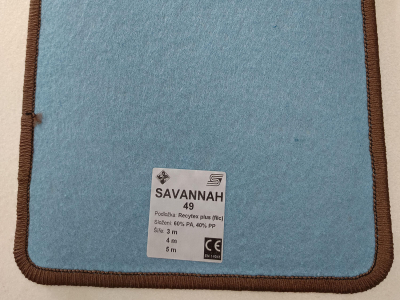 SAVANNAH
49
Podložka: Recytex plus (filc)
Složení: 60% PA, 40% PP
Šíře: 3 m
4 m
5 m
CE